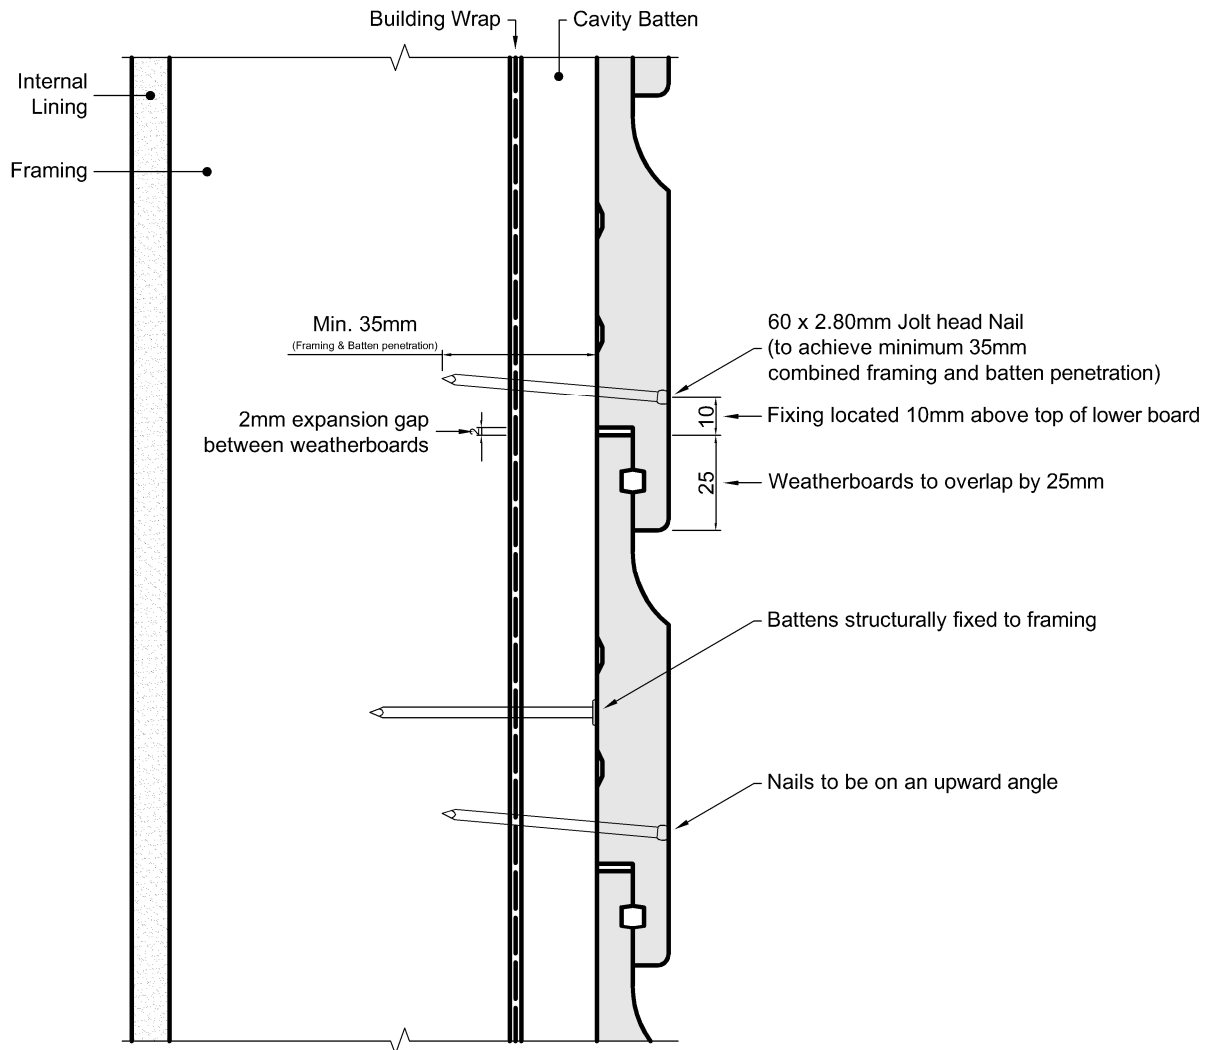 Building Wrap
Cavity Batten
Internal
Lining
Framing
Min. 35mm
(Framing & Batten penetration)
60 x 2.80mm Jolt head Nail
(to achieve minimum 35mm
combined framing and batten penetration)
10
Fixing located 10mm above top of lower board
2mm expansion gap
between weatherboards
2
25
Weatherboards to overlap by 25mm
Battens structurally fixed to framing
Nails to be on an upward angle